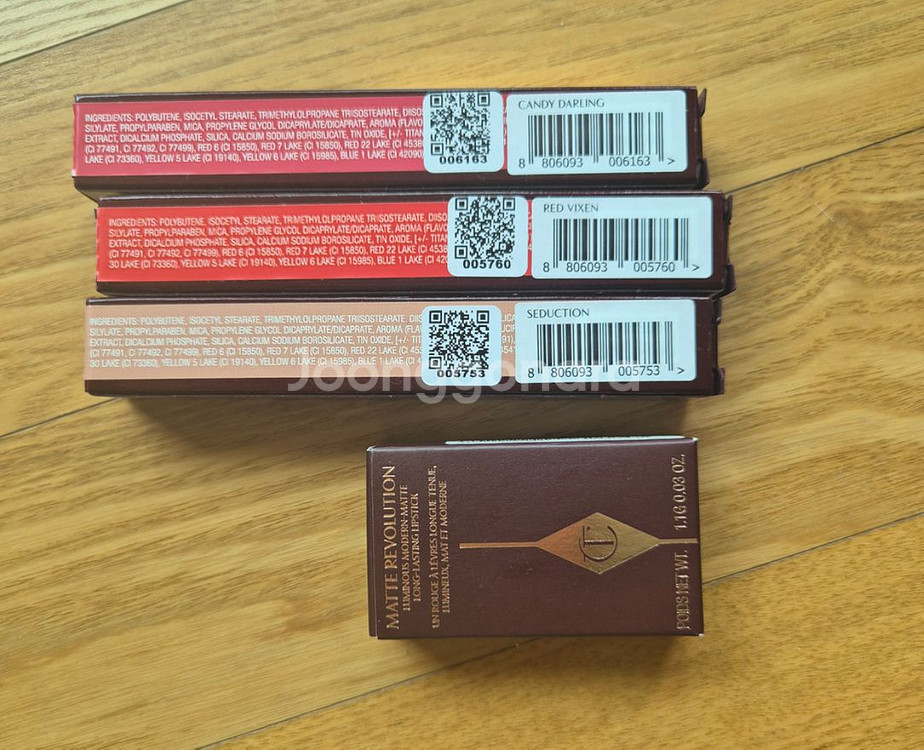 INGREDIENTS: POLYBUTENE, ISOCETYL STEARATE, TRIMETHYLOLPROPANE TRIISOSTEARATE, DIISO
SILYLATE, PROPYLPARABEN, MICA, PROPYLENE GLYCOL DICAPRYLATE/DICAPRATE, AROMA (FLAVO
EXTRACT, DICALCIUM PHOSPHATE, SILICA, CALCIUM SODIUM BOROSILICATE, TIN OXIDE, [+/- TITAN
(CI 77491, CI 77492, CI 77499), RED 6 (CI 15850), RED 7 LAKE (CI 15850), RED 22 LAKE (CI 4538
LAKE (CI 73360), YELLOW 5 LAKE (CI 19140), YELLOW 6 LAKE (CI 15985), BLUE 1 LAKE (CI 42090)
006163
CANDY DARLING
8 806093 006163 >
INGREDIENTS: POLYBUTENE, ISOCETYL STEARATE, TRIMETHYLOLPROPANE TRIISOSTEARATE, DIISO
SILYLATE, PROPYLPARABEN, MICA, PROPYLENE GLYCOL DICAPRYLATE/DICAPRATE, AROMA (FLAVO
EXTRACT, DICALCIUM PHOSPHATE, SILICA, CALCIUM SODIUM BOROSILICATE, TIN OXIDE, [+/- TITAN
(CI 77491, CI 77492, CI 77499), RED 6 (CI 15850), RED 7 LAKE (CI 15850), RED 22 LAKE (CI 4538
30 LAKE (CI 73360), YELLOW 5 LAKE (CI 19140), YELLOW 6 LAKE (CI 15985), BLUE 1 LAKE (CI 420
005760
RED VIXEN
8 806093 005760 >
INGREDIENTS: POLYBUTENE, ISOCETYL STEARATE, TRIMETHYLOLPROPANE TRIISOSTEARATE,
SILYLATE, PROPYLPARABEN, MICA, PROPYLENE GLYCOL DICAPRYLATE/DICAPRATE, AROMA (FLA
EXTRACT, DICALCIUM PHOSPHATE, SILICA, CALCIUM SODIUM BOROSILICATE, TIN OXIDE, [+/- TIT
(CI 77491, CI 77492, CI 77499), RED 6 (CI 15850), RED 7 LAKE (CI 15850), RED 22 LAKE (CI 45
30 LAKE (CI 73360), YELLOW 5 LAKE (CI 19140), YELLOW 6 LAKE (CI 15985), BLUE 1 LAKE (CI 4
005753
SEDUCTION
8 806093 005753 >
Joonggonara
MATTE REVOLUTION
LUMINOUS MODERN-MATTE
LONG-LASTING LIPSTICK
UN ROUGE À LÈVRES LONGUE TENUE,
LUMINEUX, MAT ET MODERNE
CT
POIDS NET WT. 1.1G 0.03 OZ.